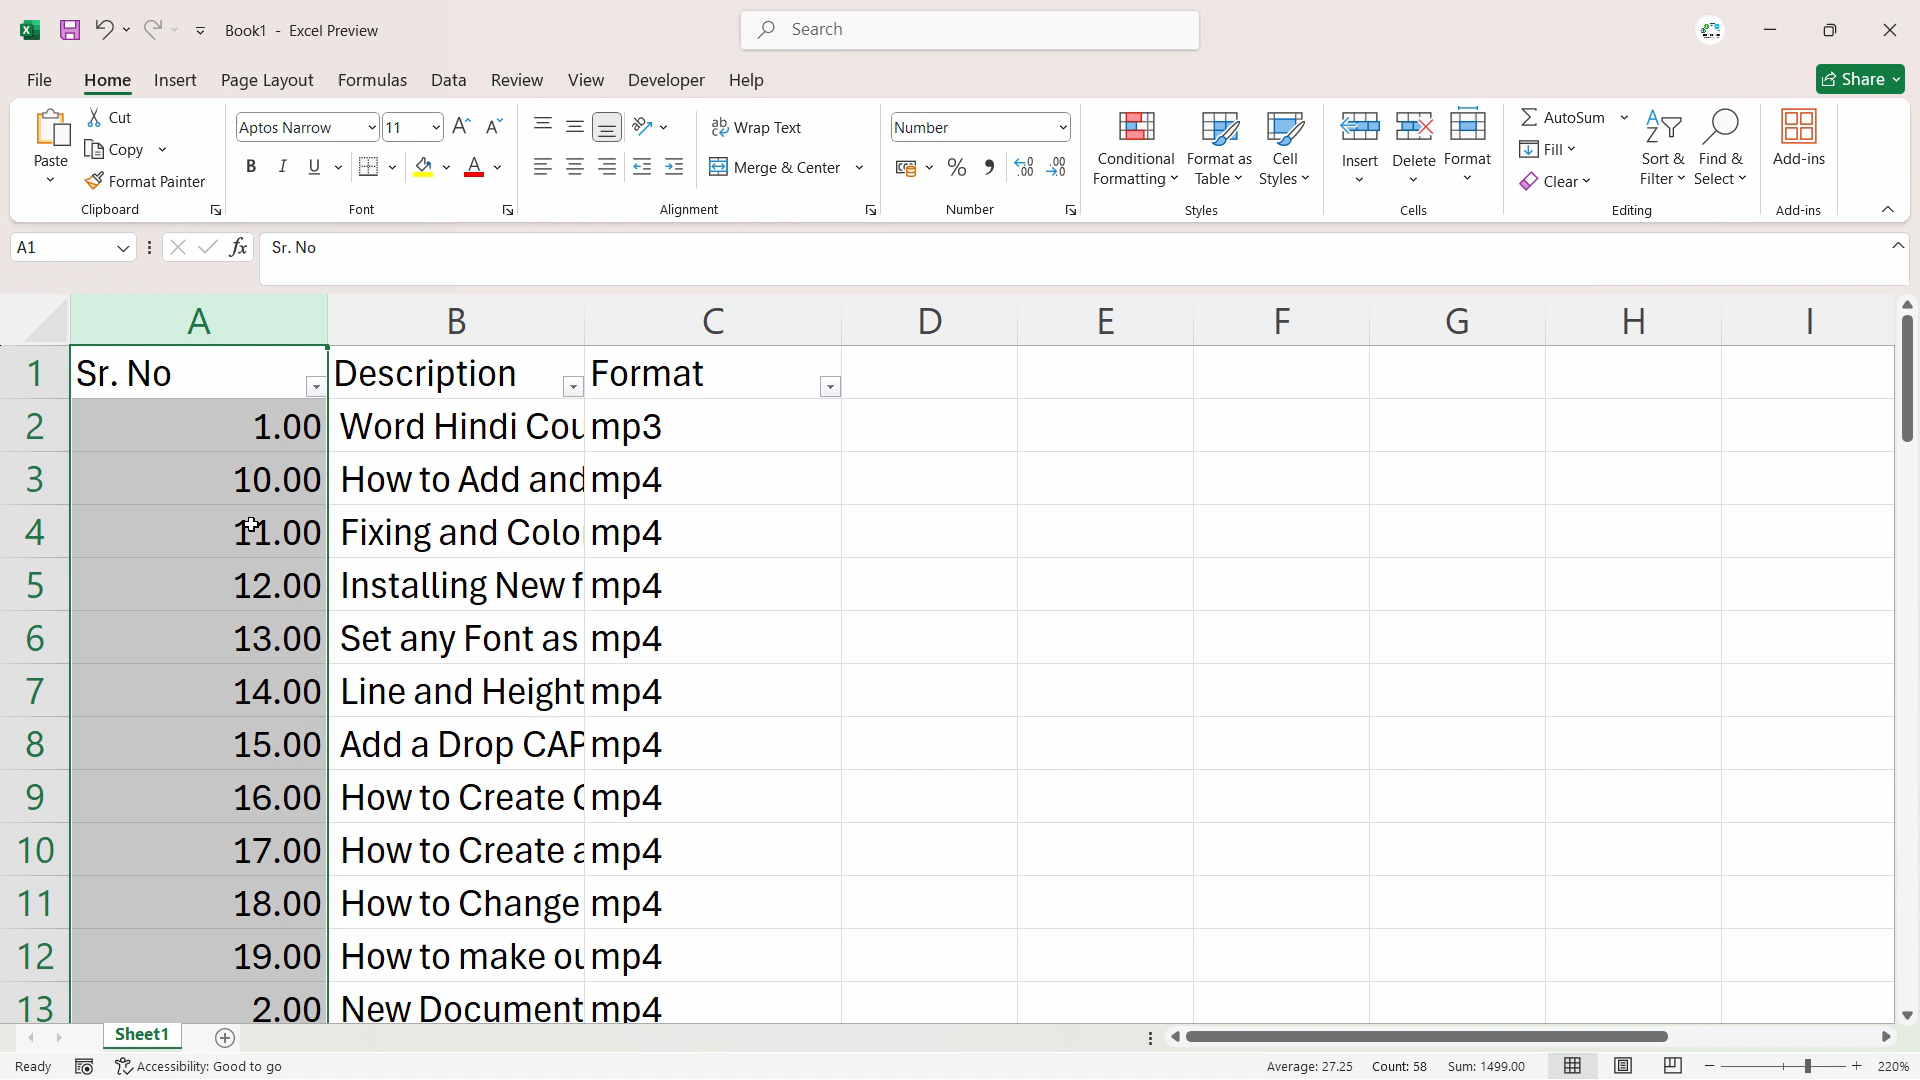 Book1 - Excel Preview
Search
File Home Insert Page Layout Formulas Data Review View Developer Help
Share
Paste
Cut
Copy
Format Painter
Clipboard
Aptos Narrow 11
B I U
Font
Wrap Text
Merge & Center
Alignment
Number
Number
Conditional Formatting
Format as Table
Cell Styles
Styles
Insert Delete Format
Cells
AutoSum
Fill
Clear
Sort & Filter
Find & Select
Editing
Add-ins
Add-ins
A1 fx Sr. No
A B C D E F G H I
1 Sr. No Description Format
2 1.00 Word Hindi Cou mp3
3 10.00 How to Add and mp4
4 11.00 Fixing and Colo mp4
5 12.00 Installing New f mp4
6 13.00 Set any Font as mp4
7 14.00 Line and Height mp4
8 15.00 Add a Drop CAP mp4
9 16.00 How to Create mp4
10 17.00 How to Create a mp4
11 18.00 How to Change mp4
12 19.00 How to make ou mp4
13 2.00 New Document mp4
Sheet1
Ready Accessibility: Good to go Average: 27.25 Count: 58 Sum: 1499.00 220%